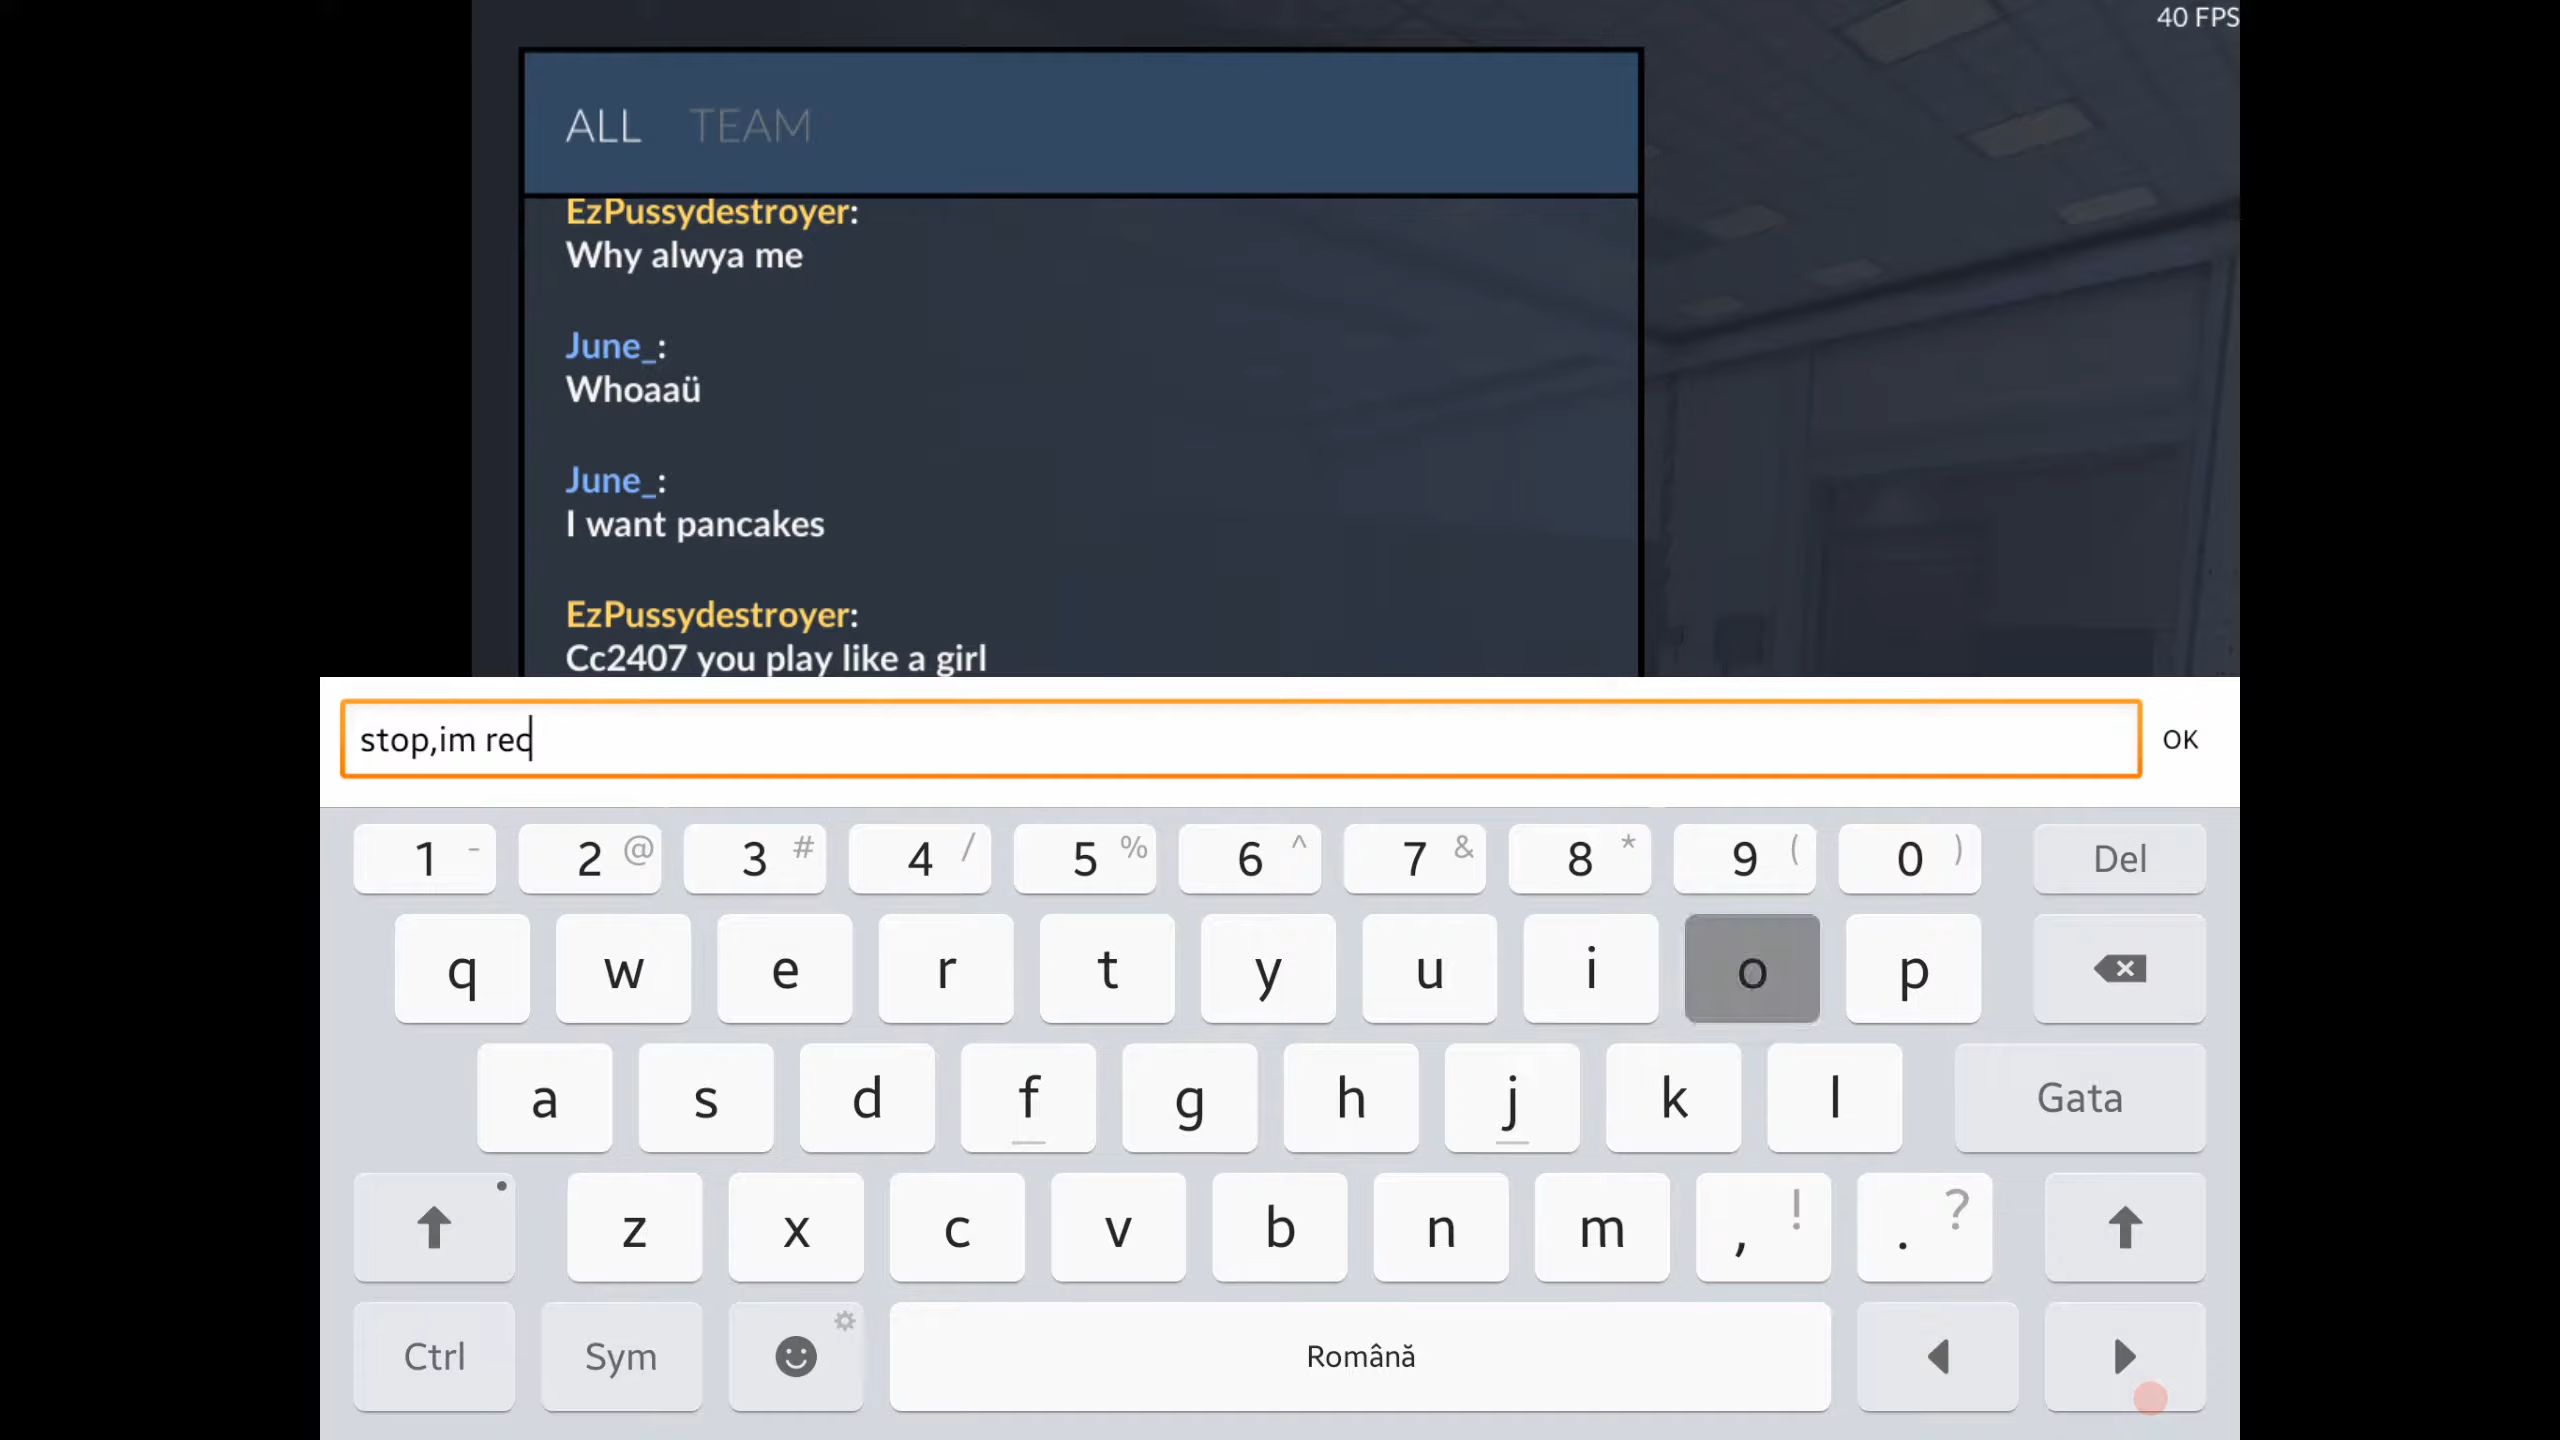 40 FPS
ALL TEAM
EzPussydestroyer:
Why alwya me
June_:
Whoaaü
June_:
I want pancakes
EzPussydestroyer:
Cc2407 you play like a girl
stop,im rec
OK
1 - 2 @ 3 # 4 / 5 % 6 ^ 7 & 8 * 9 ( 0 ) Del
q w e r t y u i o p
a s d f g h j k l Gata
z x c v b n m , ! . ?
Ctrl Sym Română